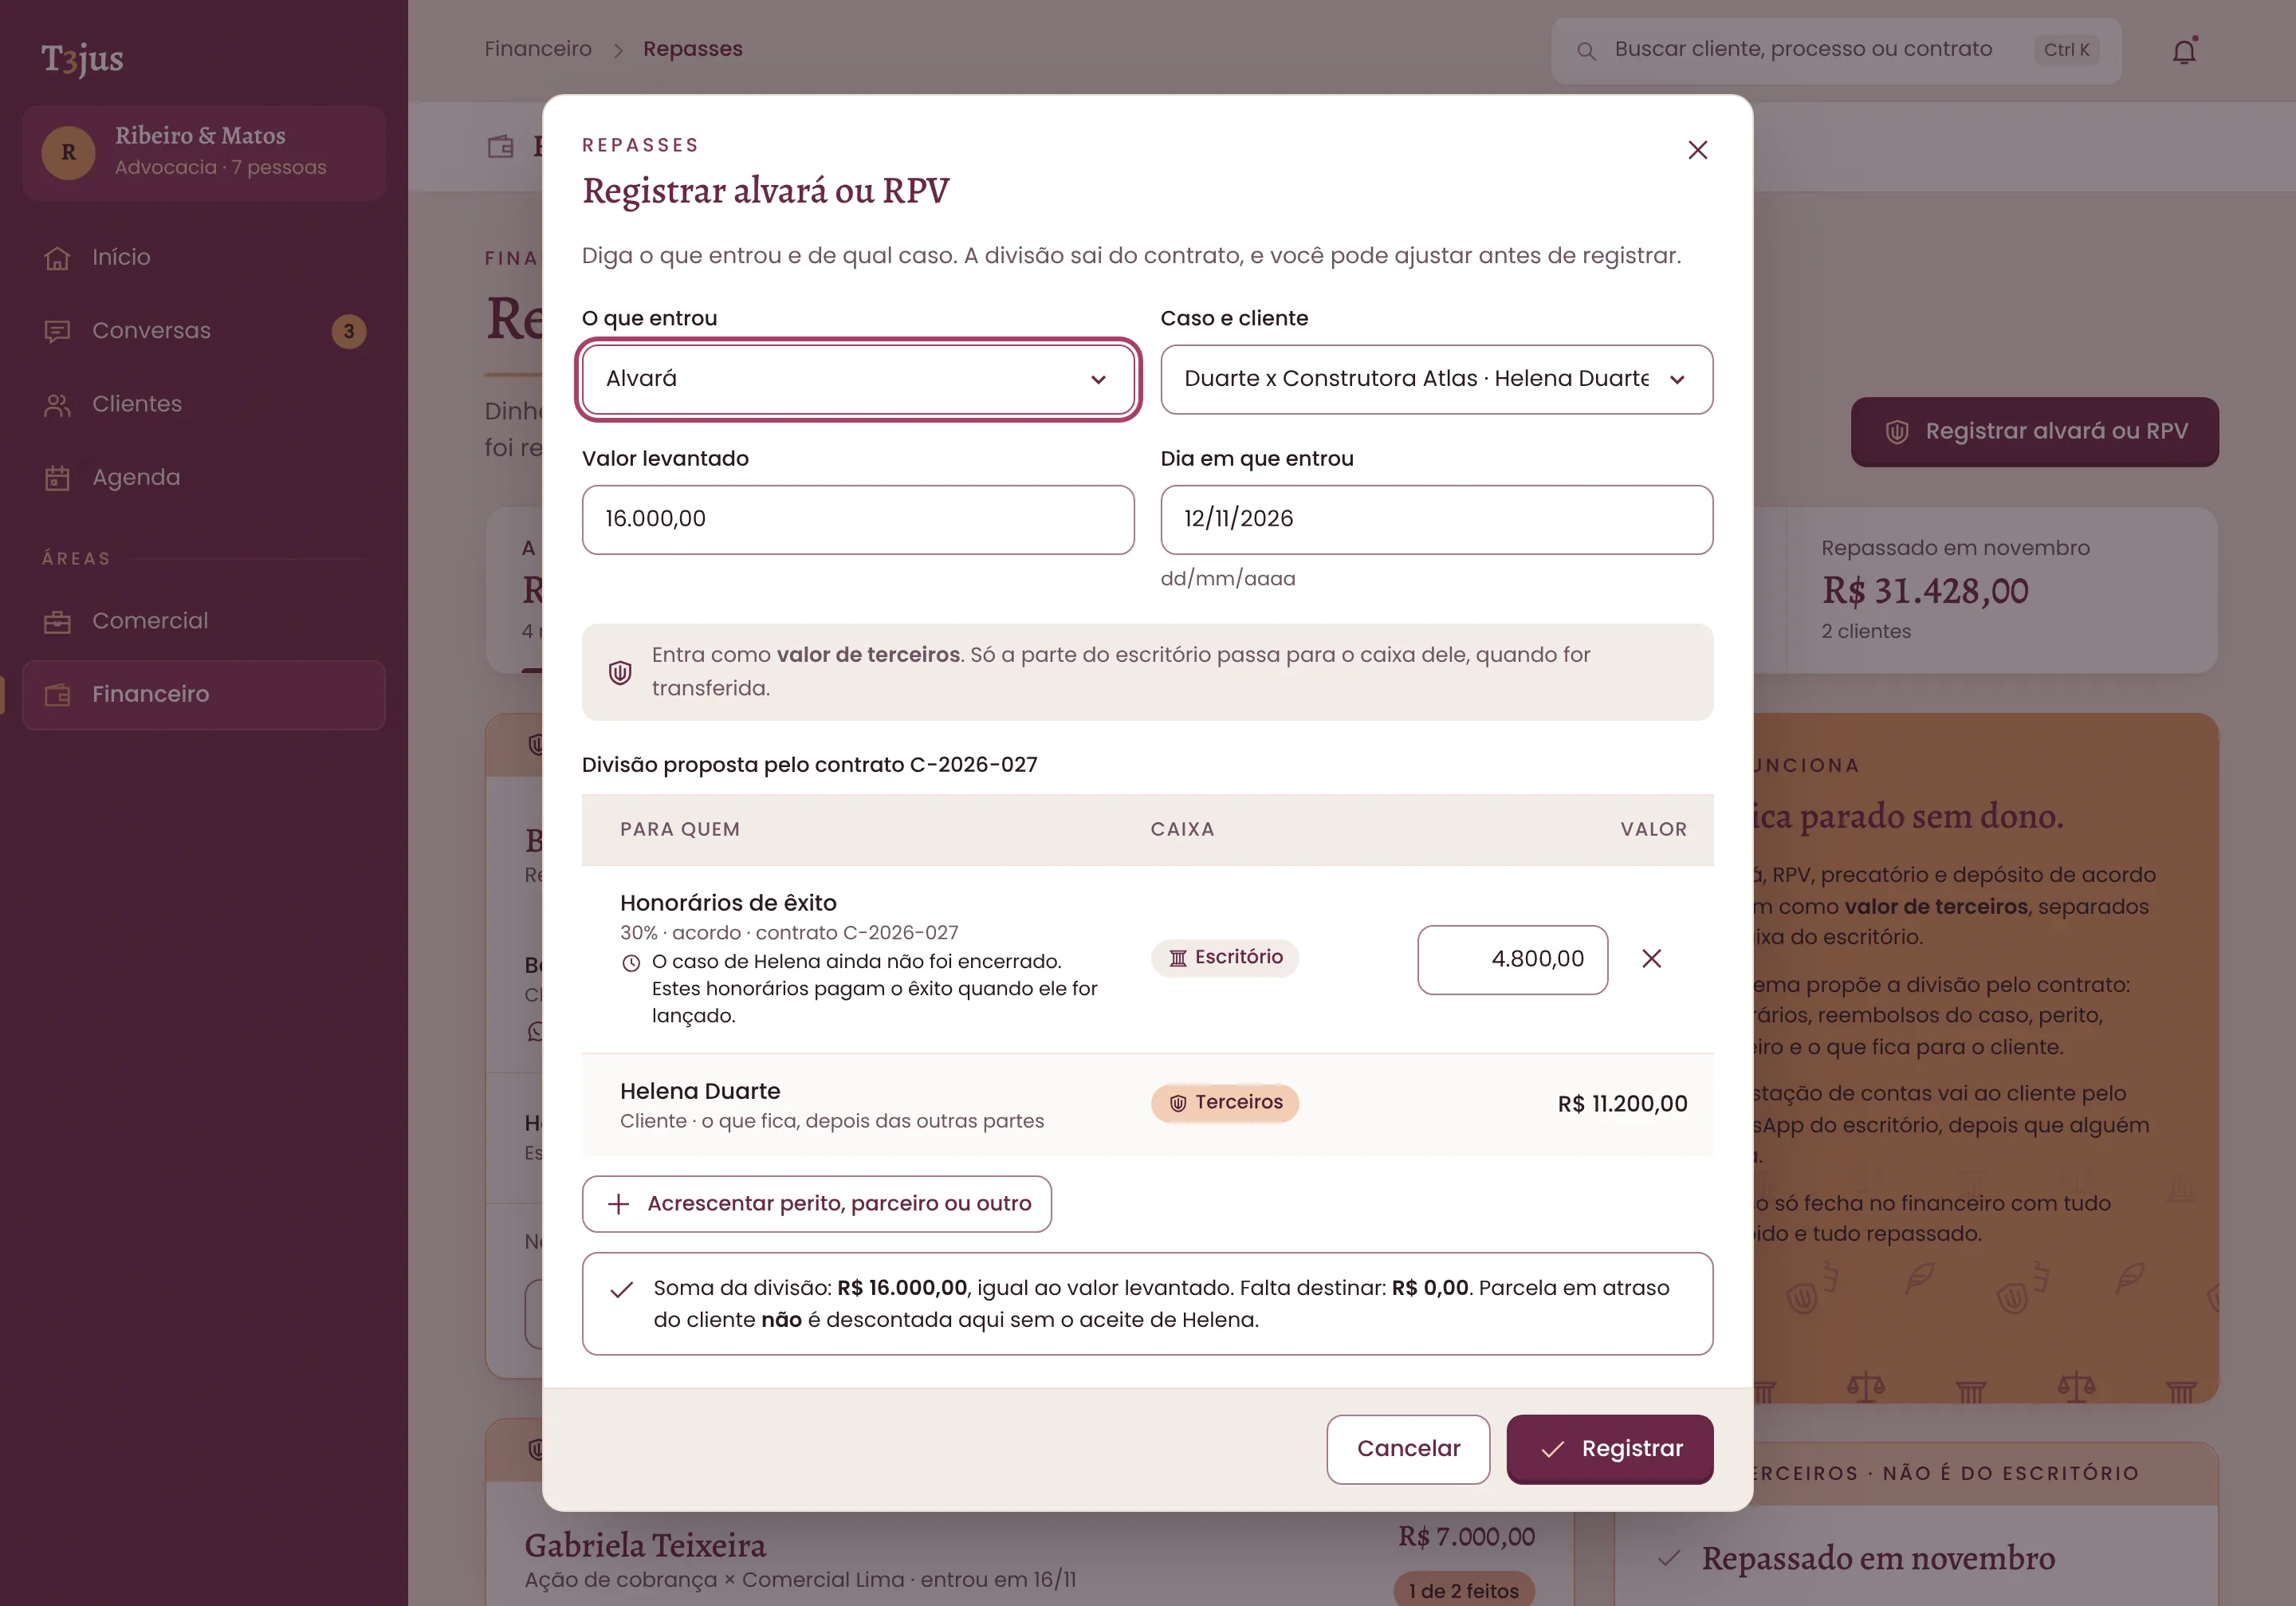 T3jus
R
Ribeiro & Matos
Advocacia · 7 pessoas
Início
Conversas
3
Clientes
Agenda
ÁREAS
Comercial
Financeiro
Financeiro
Repasses
Buscar cliente, processo ou contrato
Ctrl K
Registrar alvará ou RPV
Repassado em novembro
R$ 31.428,00
2 clientes
REPASSES
Registrar alvará ou RPV
Diga o que entrou e de qual caso. A divisão sai do contrato, e você pode ajustar antes de registrar.
O que entrou
Alvará
Caso e cliente
Duarte x Construtora Atlas · Helena Duarte
Valor levantado
16.000,00
Dia em que entrou
12/11/2026
dd/mm/aaaa
Entra como valor de terceiros. Só a parte do escritório passa para o caixa dele, quando for
transferida.
Divisão proposta pelo contrato C-2026-027
PARA QUEM
CAIXA
VALOR
Honorários de êxito
30% · acordo · contrato C-2026-027
O caso de Helena ainda não foi encerrado.
Estes honorários pagam o êxito quando ele for
lançado.
Escritório
4.800,00
Helena Duarte
Cliente · o que fica, depois das outras partes
Terceiros
R$ 11.200,00
Acrescentar perito, parceiro ou outro
Soma da divisão: R$ 16.000,00, igual ao valor levantado. Falta destinar: R$ 0,00. Parcela em atraso
do cliente não é descontada aqui sem o aceite de Helena.
Cancelar
Registrar
parado sem dono.
RPV, precatório e depósito de acordo
como valor de terceiros, separados
do escritório.
propõe a divisão pelo contrato:
reembolsos do caso, perito,
e o que fica para o cliente.
de contas vai ao cliente pelo
do escritório, depois que alguém
só fecha no financeiro com tudo
e tudo repassado.
Gabriela Teixeira
Ação de cobrança × Comercial Lima · entrou em 16/11
R$ 7.000,00
1 de 2 feitos
· NÃO É DO ESCRITÓRIO
Repassado em novembro